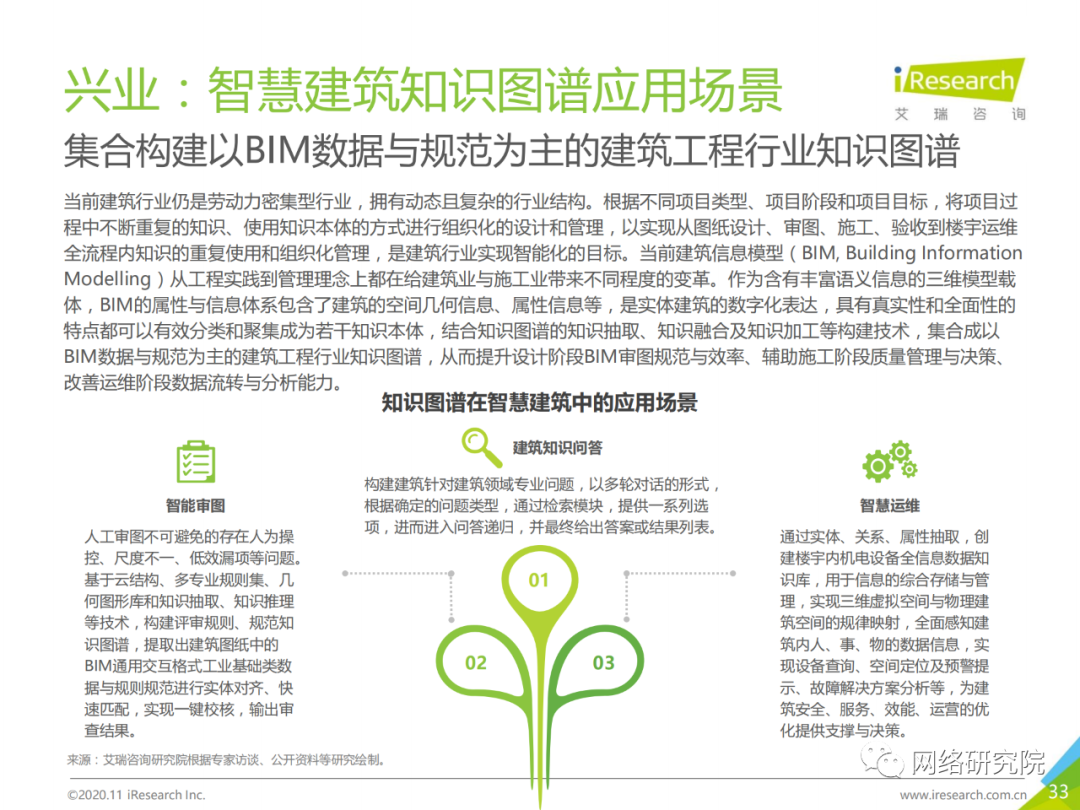 兴业：智慧建筑知识图谱应用场景
iResearch
艾瑞咨询
集合构建以BIM数据与规范为主的建筑工程行业知识图谱
当前建筑行业仍是劳动力密集型行业，拥有动态且复杂的行业结构。根据不同项目类型、项目阶段和项目目标，将项目过
程中不断重复的知识、使用知识本体的方式进行组织化的设计和管理，以实现从图纸设计、审图、施工、验收到楼宇运维
全流程内知识的重复使用和组织化管理，是建筑行业实现智能化的目标。当前建筑信息模型（BIM, Building Information
Modelling）从工程实践到管理理念上都在给建筑业与施工业带来不同程度的变革。作为含有丰富语义信息的三维模型载
体，BIM的属性与信息体系包含了建筑的空间几何信息、属性信息等，是实体建筑的数字化表达，具有真实性和全面性的
特点都可以有效分类和聚集成为若干知识本体，结合知识图谱的知识抽取、知识融合及知识加工等构建技术，集合成以
BIM数据与规范为主的建筑工程行业知识图谱，从而提升设计阶段BIM审图规范与效率、辅助施工阶段质量管理与决策、
改善运维阶段数据流转与分析能力。
知识图谱在智慧建筑中的应用场景
建筑知识问答
构建建筑针对建筑领域专业问题，以多轮对话的形式，
根据确定的问题类型，通过检索模块，提供一系列选
项，进而进入问答递归，并最终给出答案或结果列表。
智能审图
人工审图不可避免的存在人为操
控、尺度不一、低效漏项等问题。
基于云结构、多专业规则集、几
何图形库和知识抽取、知识推理
等技术，构建评审规则、规范知
识图谱，提取出建筑图纸中的
BIM通用交互格式工业基础类数
据与规则规范进行实体对齐、快
速匹配，实现一键校核，输出审
查结果。
01
02
03
智慧运维
通过实体、关系、属性抽取，创
建楼宇内机电设备全信息数据知
识库，用于信息的综合存储与管
理，实现三维虚拟空间与物理建
筑空间的规律映射，全面感知建
筑内人、事、物的数据信息，实
现设备查询、空间定位及预警提
示、故障解决方案分析等，为建
筑安全、服务、效能、运营的优
化提供支撑与决策。
来源：艾瑞咨询研究院根据专家访谈、公开资料等研究绘制。
网络研究院
©2020.11 iResearch Inc.
www.iresearch.com.cn
33